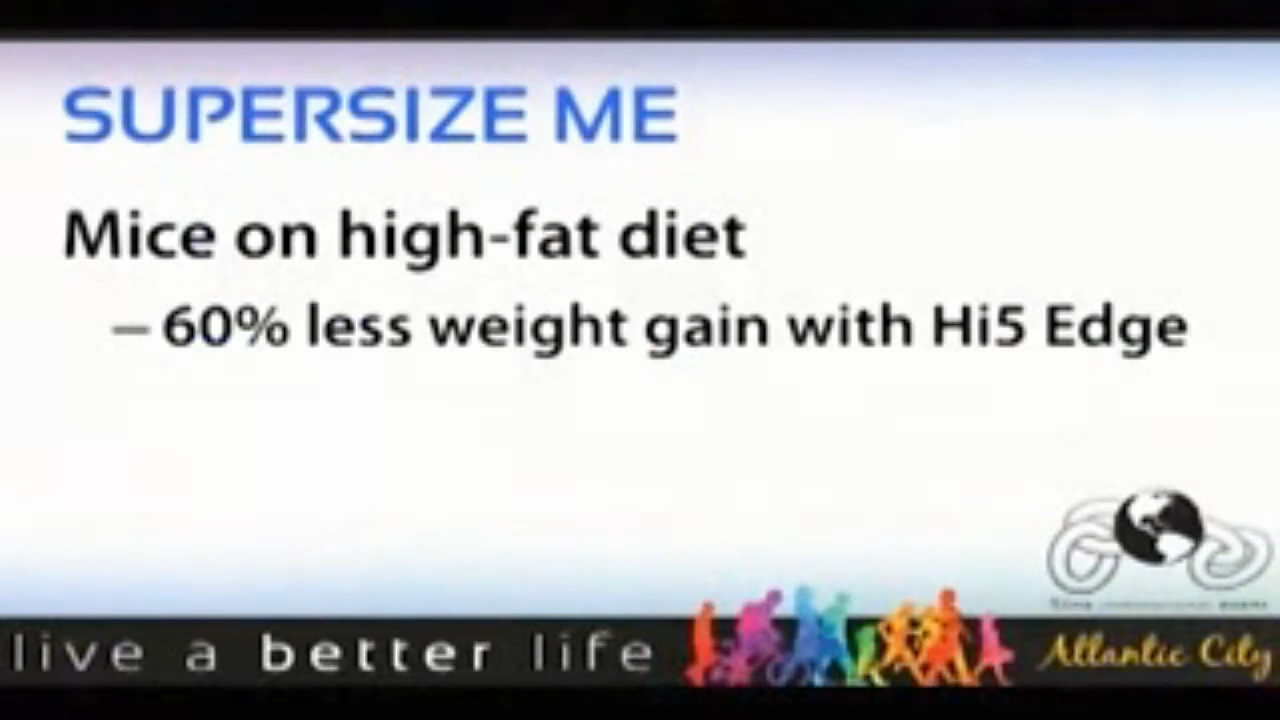 SUPERSIZE ME
Mice on high-fat diet
– 60% less weight gain with Hi5 Edge
live a better life
Atlantic City